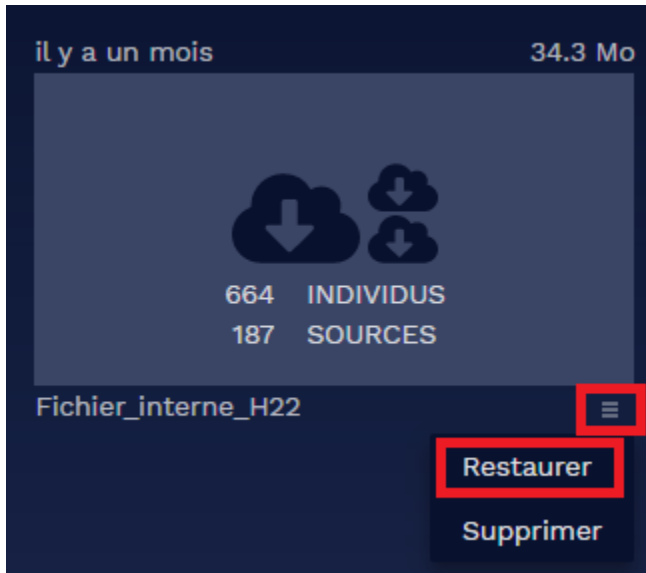 il y a un mois 34.3 Mo
664 INDIVIDUS
187 SOURCES
Fichier_interne_H22
Restaurer
Supprimer